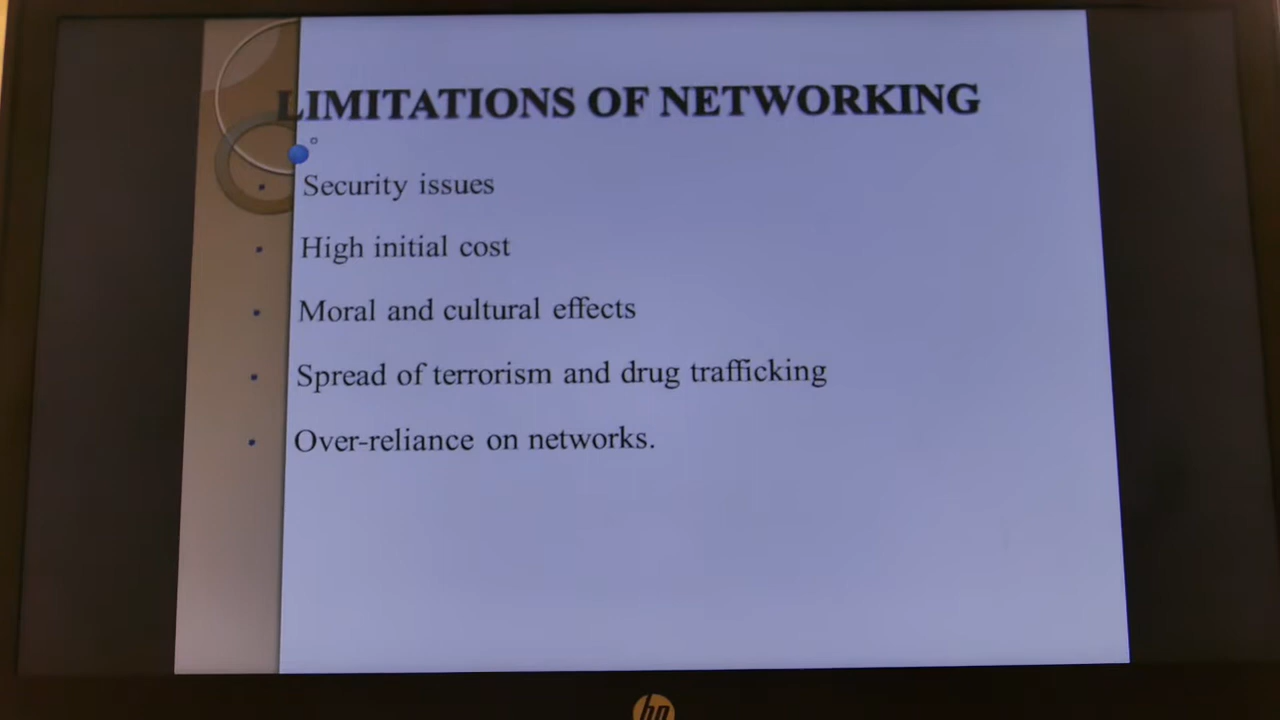 LIMITATIONS OF NETWORKING
Security issues
High initial cost
Moral and cultural effects
Spread of terrorism and drug trafficking
Over-reliance on networks.
hp